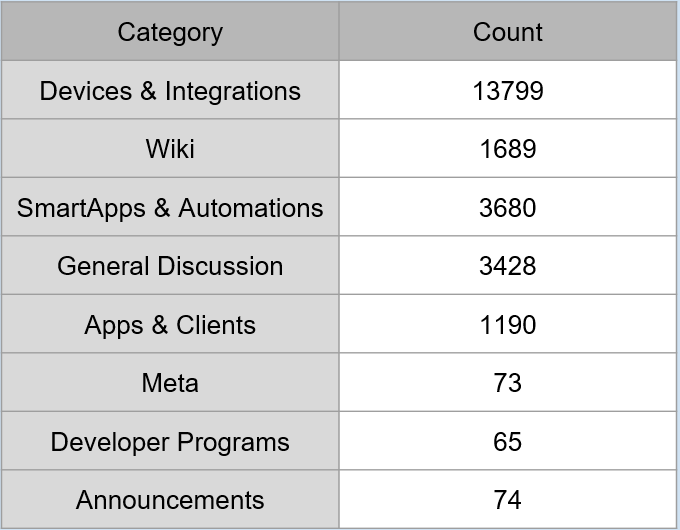 Category Count
Devices & Integrations 13799
Wiki 1689
SmartApps & Automations 3680
General Discussion 3428
Apps & Clients 1190
Meta 73
Developer Programs 65
Announcements 74